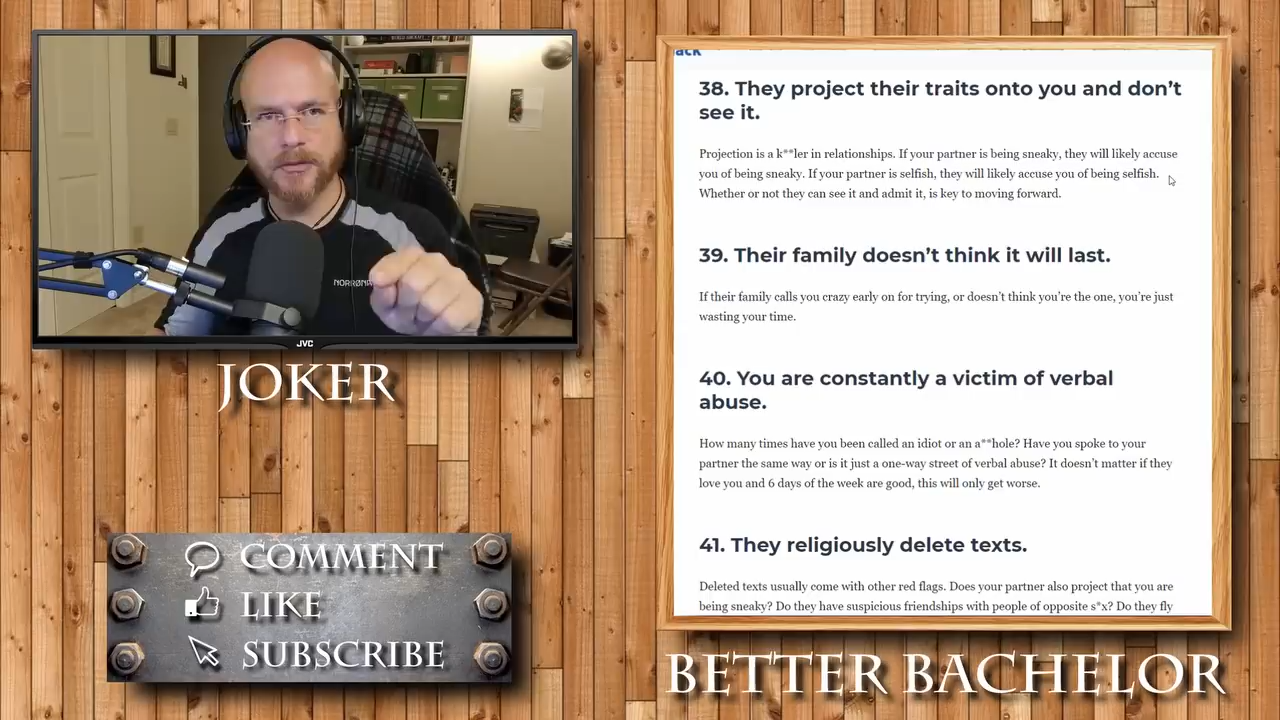 NORRØNA
JVC
JOKER
COMMENT
LIKE
SUBSCRIBE
ack
38. They project their traits onto you and don’t
see it.
Projection is a k**ler in relationships. If your partner is being sneaky, they will likely accuse
you of being sneaky. If your partner is selfish, they will likely accuse you of being selfish.
Whether or not they can see it and admit it, is key to moving forward.
39. Their family doesn’t think it will last.
If their family calls you crazy early on for trying, or doesn’t think you’re the one, you’re just
wasting your time.
40. You are constantly a victim of verbal
abuse.
How many times have you been called an idiot or an a**hole? Have you spoke to your
partner the same way or is it just a one-way street of verbal abuse? It doesn’t matter if they
love you and 6 days of the week are good, this will only get worse.
41. They religiously delete texts.
Deleted texts usually come with other red flags. Does your partner also project that you are
being sneaky? Do they have suspicious friendships with people of opposite s*x? Do they fly
BETTER BACHELOR